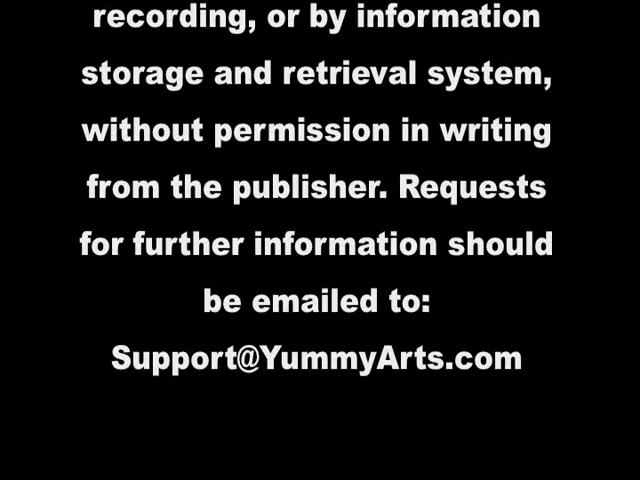 recording, or by information
storage and retrieval system,
without permission in writing
from the publisher. Requests
for further information should
be emailed to:
Support@YummyArts.com